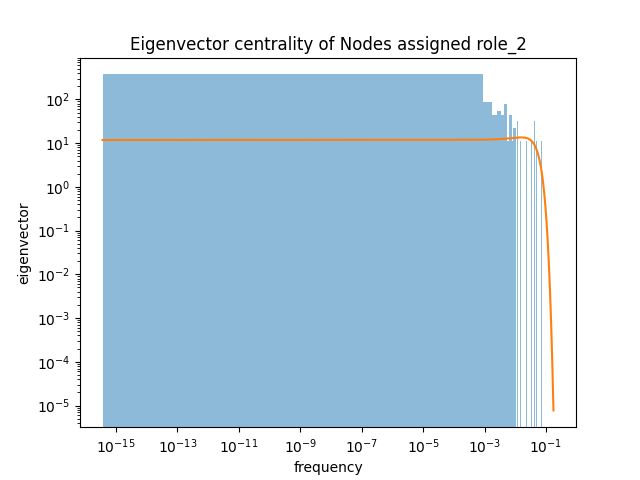 Eigenvector centrality of Nodes assigned role_2
eigenvector
10²
10¹
10⁰
10⁻¹
10⁻²
10⁻³
10⁻⁴
10⁻⁵
10⁻¹⁵ 10⁻¹³ 10⁻¹¹ 10⁻⁹ 10⁻⁷ 10⁻⁵ 10⁻³ 10⁻¹
frequency